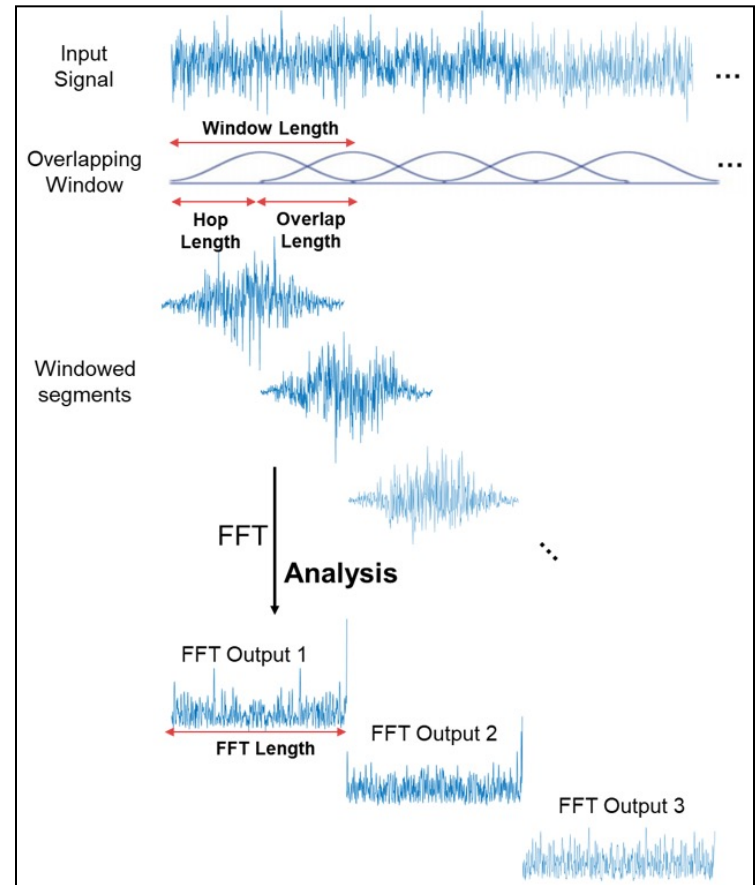 Input
Signal
...
Window Length
Overlapping
Window
...
Hop
Length
Overlap
Length
Windowed
segments
FFT
...
Analysis
FFT Output 1
FFT Length
FFT Output 2
FFT Output 3